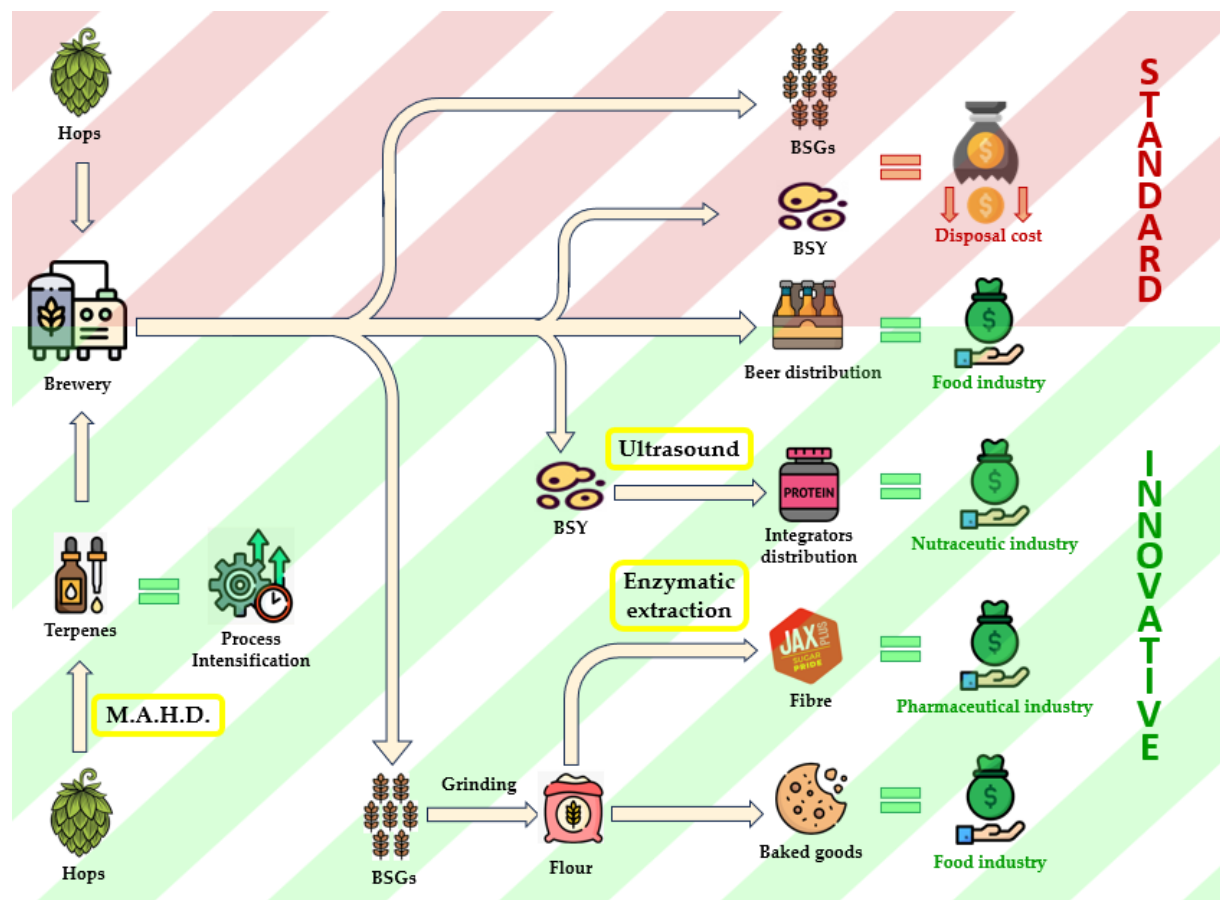 Hops
BSGs
BSY
Disposal cost
STANDARD
Brewery
Beer distribution
Food industry
Ultrasound
BSY
PROTEIN
Integrators
distribution
Nutraceutic industry
INNOVATIVE
Terpenes
Process
Intensification
Enzymatic
extraction
JAX
PLUS
SUGAR
PRIDE
Fibre
Pharmaceutical industry
M.A.H.D.
Hops
BSGs
Grinding
Flour
Baked goods
Food industry